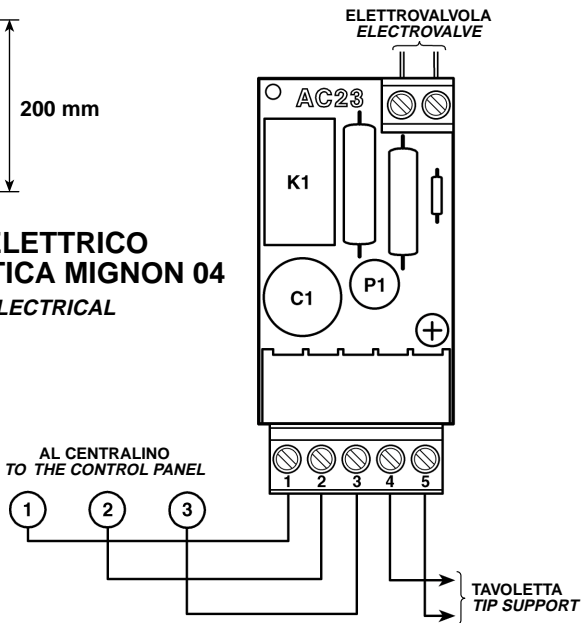 ELETTROVALVOLA
ELECTROVALVE
200 mm
AC23
K1
C1
P1
ELETTRICO
TICA MIGNON 04
LECTRICAL
AL CENTRALINO
TO THE CONTROL PANEL
1 2 3 4 5
1 2 3
TAVOLETTA
TIP SUPPORT